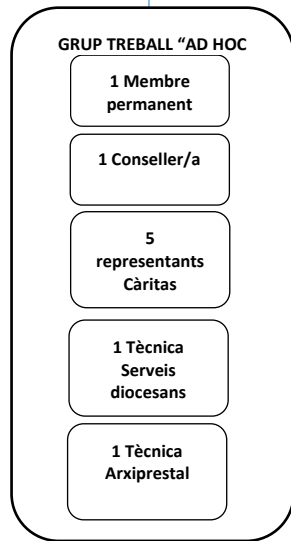 GRUP TREBALL “AD HOC
1 Membre
permanent
1 Conseller/a
5
representants
Càritas
1 Tècnica
Serveis
diocesans
1 Tècnica
Arxiprestal